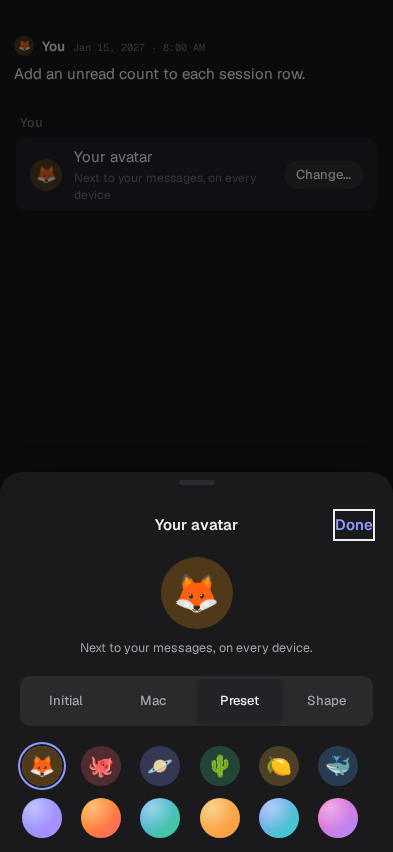 You Jan 15, 2027 · 8:00 AM
Add an unread count to each session row.
You
Your avatar
Next to your messages, on every
device
Change…
Your avatar
Done
Next to your messages, on every device.
Initial Mac Preset Shape